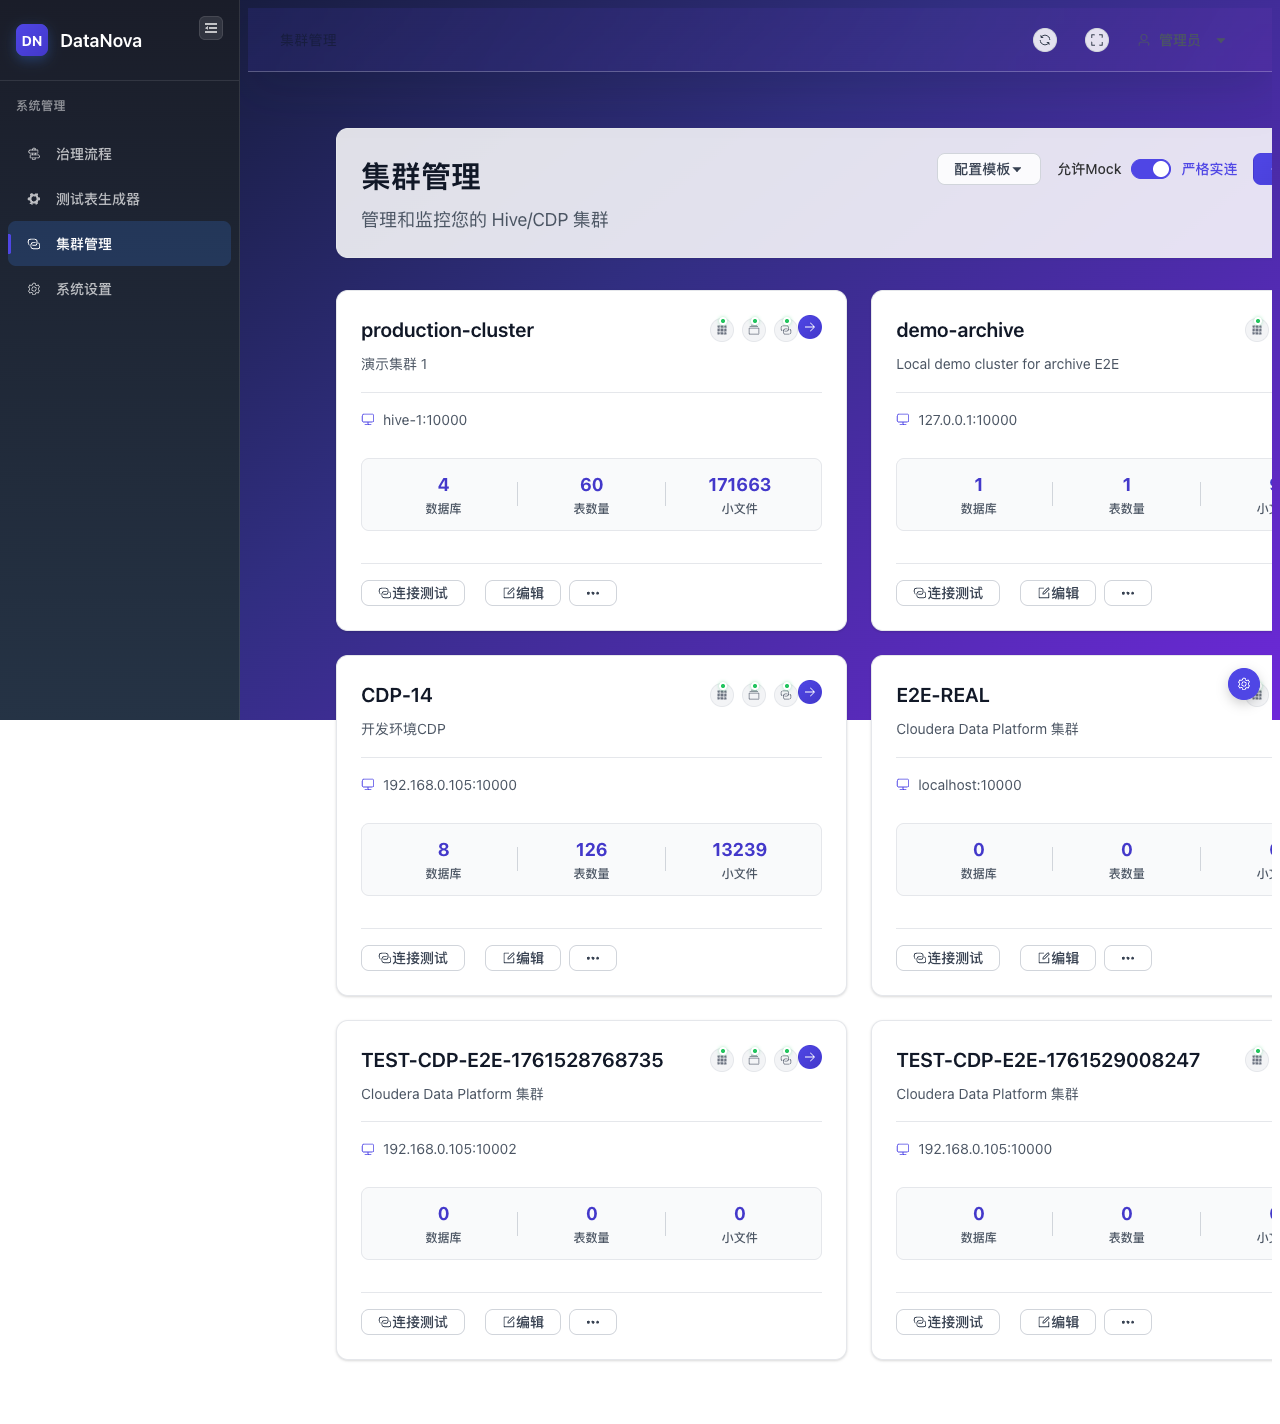 DN DataNova
系统管理
治理流程
测试表生成器
集群管理
系统设置
集群管理
管理员
集群管理
管理和监控您的 Hive/CDP 集群
配置模板
允许Mock
严格实连
production-cluster
演示集群 1
hive-1:10000
4 60 171663
数据库 表数量 小文件
连接测试 编辑
demo-archive
Local demo cluster for archive E2E
127.0.0.1:10000
1 1
数据库 表数量
连接测试 编辑
CDP-14
开发环境CDP
192.168.0.105:10000
8 126 13239
数据库 表数量 小文件
连接测试 编辑
E2E-REAL
Cloudera Data Platform 集群
localhost:10000
0 0
数据库 表数量
连接测试 编辑
TEST-CDP-E2E-1761528768735
Cloudera Data Platform 集群
192.168.0.105:10002
0 0 0
数据库 表数量 小文件
连接测试 编辑
TEST-CDP-E2E-1761529008247
Cloudera Data Platform 集群
192.168.0.105:10000
0 0
数据库 表数量
连接测试 编辑